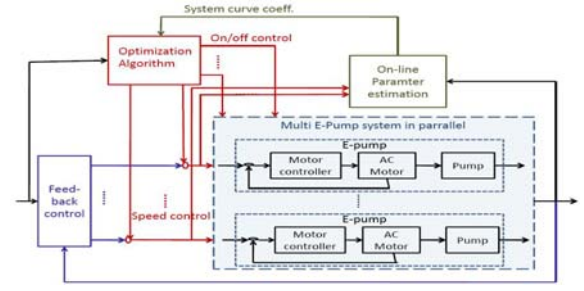 System curve coeff.
Optimization
Algorithm
On/off control
On-line
Paramter
estimation
Multi E-Pump system in parrallel
E-pump
Motor
controller
AC
Motor
Pump
Feed-
back
control
Speed control
E-pump
Motor
controller
AC
Motor
Pump